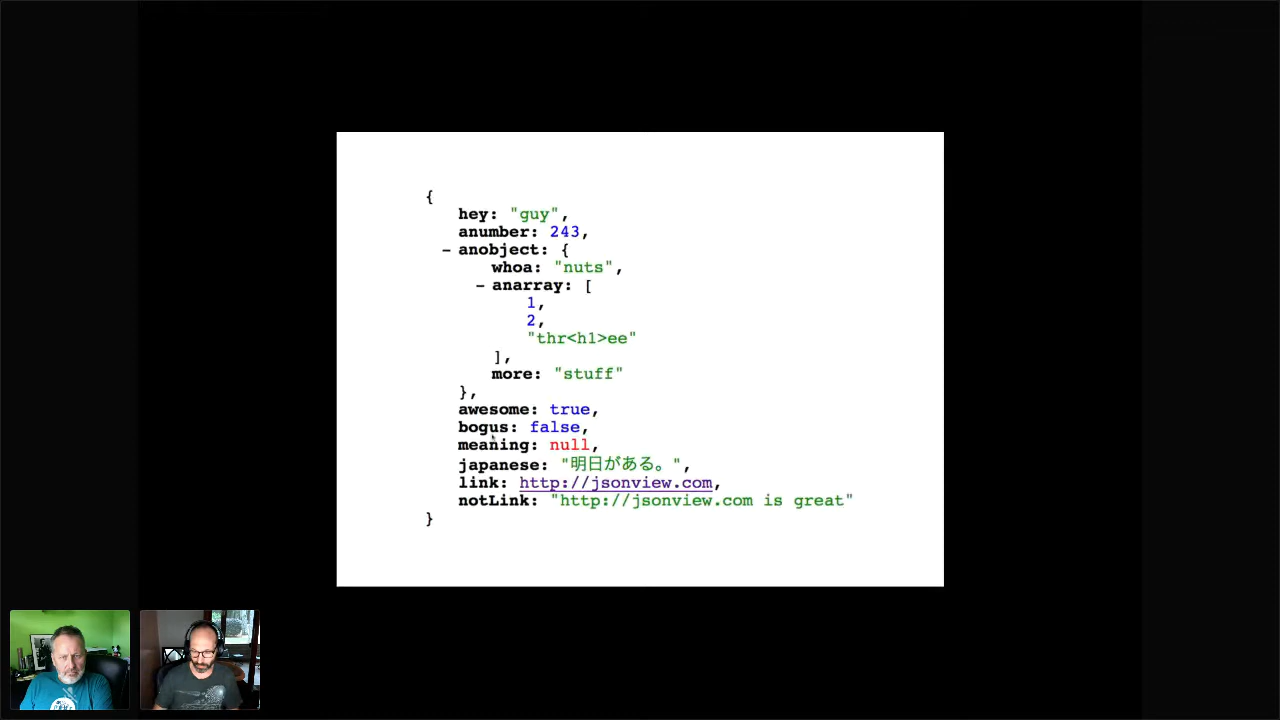 {
hey: "guy",
anumber: 243,
- anobject: {
whoa: "nuts",
- anarray: [
1,
2,
"thr<h1>ee"
],
more: "stuff"
},
awesome: true,
bogus: false,
meaning: null,
japanese: "明日がある。",
link: http://jsonview.com,
notLink: "http://jsonview.com is great"
}